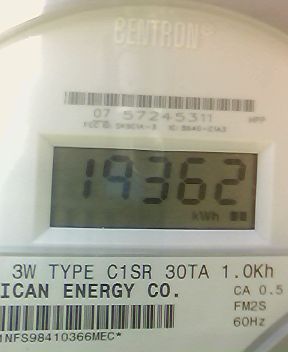 CENTRON®
07 57245311
HPP
19362
kWh
3W TYPE C1SR 30TA 1.0Kh
ICAN ENERGY CO.
CA 0.5
FM2S
60Hz
1NFS98410366MEC*